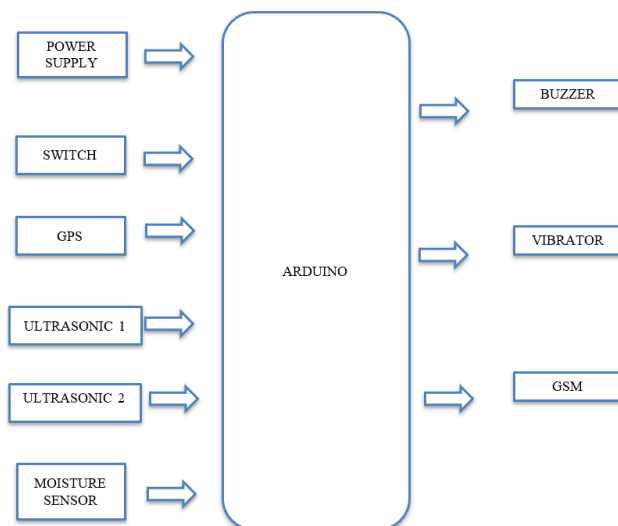 POWER
SUPPLY
SWITCH
GPS
ULTRASONIC 1
ULTRASONIC 2
MOISTURE
SENSOR
ARDUINO
BUZZER
VIBRATOR
GSM